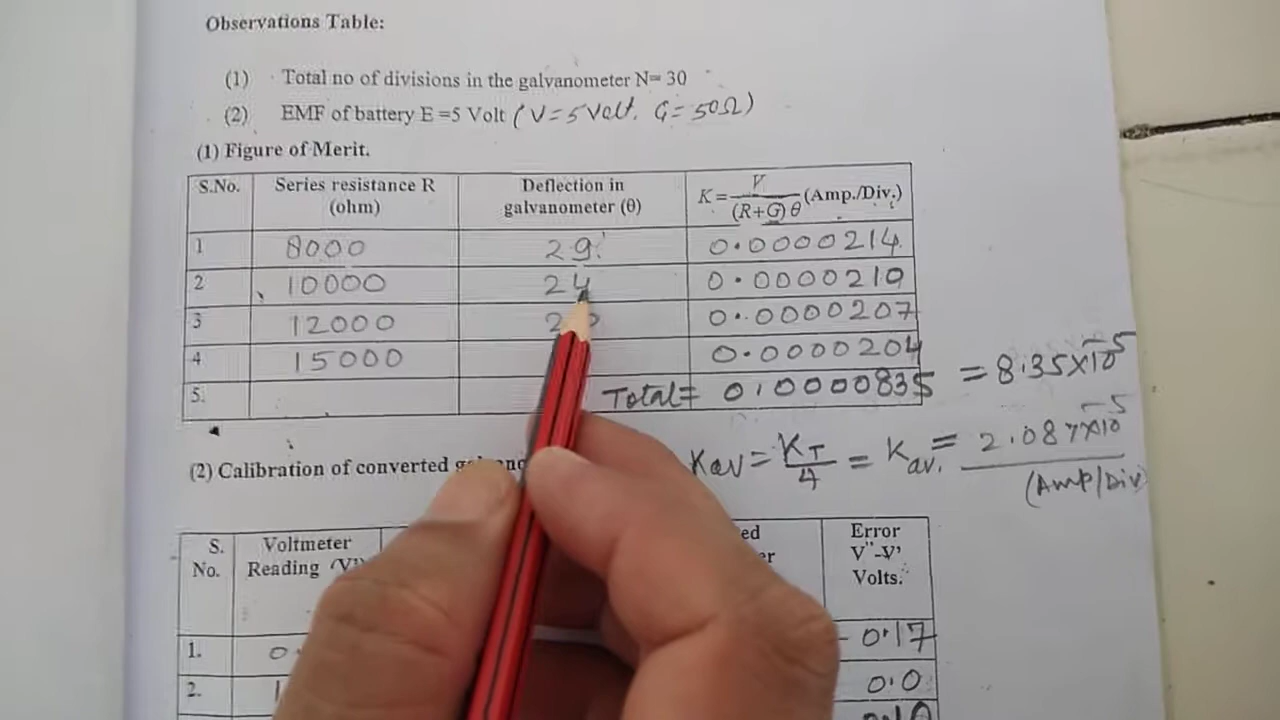 Observations Table:
(1) Total no of divisions in the galvanometer N= 30
(2) EMF of battery E =5 Volt (V=5Volt. G=50Ω)
(1) Figure of Merit.
S.No. Series resistance R (ohm) Deflection in galvanometer (θ) K = V/(R+G)θ (Amp./Div.)
1 8000 29 0.0000214
2 10000 24 0.0000210
3 12000 0.0000207
4 15000 0.0000204
5. Total= 0.0000835 = 8.35×10⁻⁵
Kav = K_T/4 = Kav. = 2.087×10⁻⁵
(Amp/Div)
(2) Calibration of converted
S. No. Voltmeter Reading Error V"-V' Volts.
1. 0.17
2. 0.0